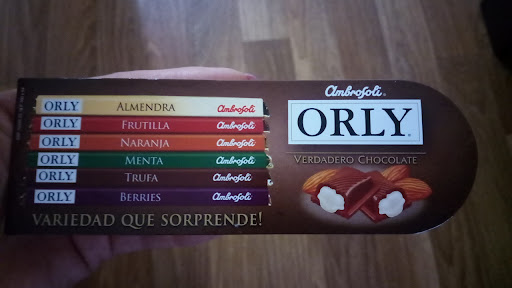 ORLY ALMENDRA Ambrosoli
ORLY FRUTILLA Ambrosoli
ORLY NARANJA Ambrosoli
ORLY MENTA Ambrosoli
ORLY TRUFA Ambrosoli
ORLY BERRIES Ambrosoli
VARIEDAD QUE SORPRENDE!
Ambrosoli®
ORLY®
VERDADERO CHOCOLATE